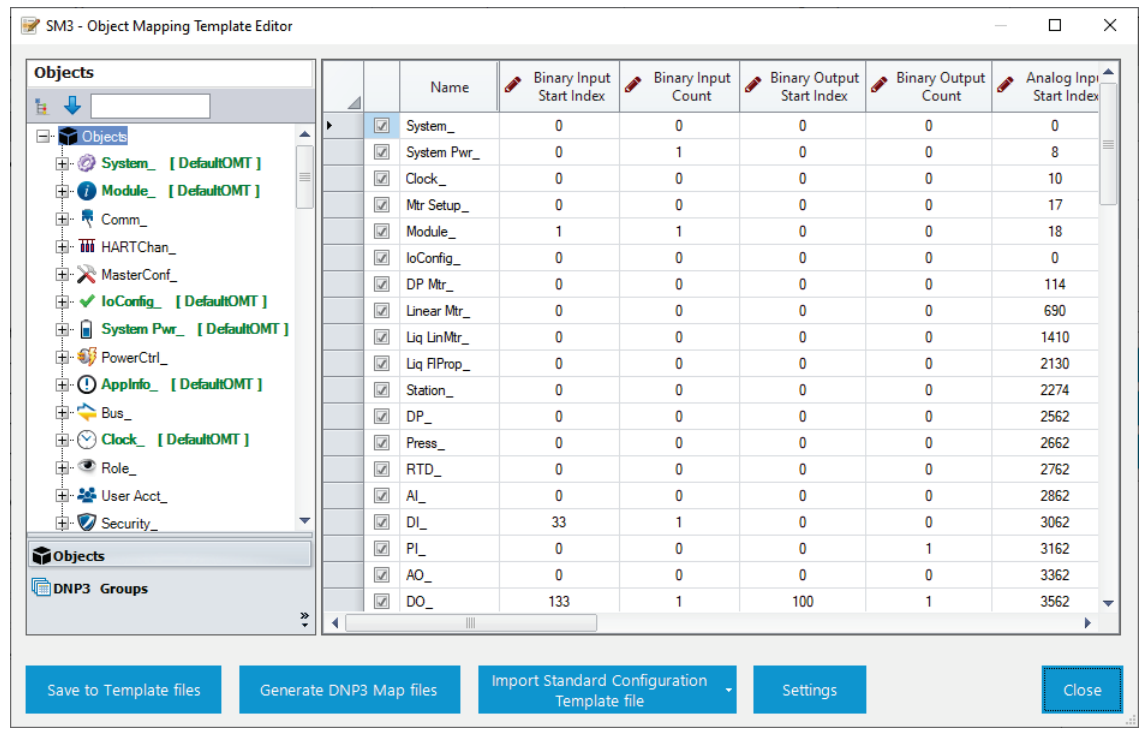 SM3 - Object Mapping Template Editor
Objects
Objects
System_ [ DefaultOMT ]
Module_ [ DefaultOMT ]
Comm_
HARTChan_
MasterConf_
IoConfig_ [ DefaultOMT ]
System Pwr_ [ DefaultOMT ]
PowerCtrl_
AppInfo_ [ DefaultOMT ]
Bus_
Clock_ [ DefaultOMT ]
Role_
User Acct_
Security_
Objects
DNP3 Groups
Name Binary Input Binary Input Binary Output Binary Output Analog Inpu
Start Index Count Start Index Count Start Index
System_ 0 0 0 0 0
System Pwr_ 0 1 0 0 8
Clock_ 0 0 0 0 10
Mtr Setup_ 0 0 0 0 17
Module_ 1 1 0 0 18
IoConfig_ 0 0 0 0 0
DP Mtr_ 0 0 0 0 114
Linear Mtr_ 0 0 0 0 690
Liq LinMtr_ 0 0 0 0 1410
Liq FlProp_ 0 0 0 0 2130
Station_ 0 0 0 0 2274
DP_ 0 0 0 0 2562
Press_ 0 0 0 0 2662
RTD_ 0 0 0 0 2762
AI_ 0 0 0 0 2862
DI_ 33 1 0 0 3062
PI_ 0 0 0 1 3162
AO_ 0 0 0 0 3362
DO_ 133 1 100 1 3562
Save to Template files
Generate DNP3 Map files
Import Standard Configuration
Template file
Settings
Close